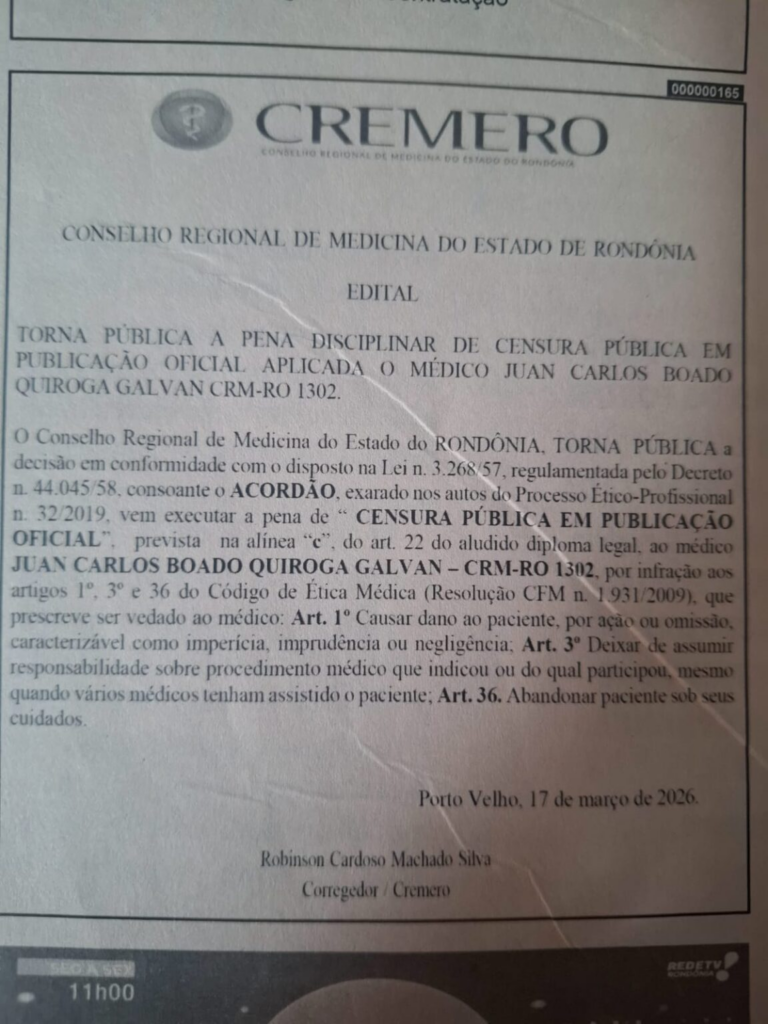 000000165
CREMERO
CONSELHO REGIONAL DE MEDICINA DO ESTADO DO RONDÔNIA
CONSELHO REGIONAL DE MEDICINA DO ESTADO DE RONDÔNIA
EDITAL
TORNA PÚBLICA A PENA DISCIPLINAR DE CENSURA PÚBLICA EM
PUBLICAÇÃO OFICIAL APLICADA O MÉDICO JUAN CARLOS BOADO
QUIROGA GALVAN CRM-RO 1302.
O Conselho Regional de Medicina do Estado do RONDÔNIA, TORNA PÚBLICA a
decisão em conformidade com o disposto na Lei n. 3.268/57, regulamentada pelo Decreto
n. 44.045/58, consoante o ACORDÃO, exarado nos autos do Processo Ético-Profissional
n. 32/2019, vem executar a pena de “ CENSURA PÚBLICA EM PUBLICAÇÃO
OFICIAL”, prevista na alínea “c”, do art. 22 do aludido diploma legal, ao médico
JUAN CARLOS BOADO QUIROGA GALVAN – CRM-RO 1302, por infração aos
artigos 1º, 3º e 36 do Código de Ética Médica (Resolução CFM n. 1.931/2009), que
prescreve ser vedado ao médico: Art. 1º Causar dano ao paciente, por ação ou omissão,
caracterizável como imperícia, imprudência ou negligência; Art. 3º Deixar de assumir
responsabilidade sobre procedimento médico que indicou ou do qual participou, mesmo
quando vários médicos tenham assistido o paciente; Art. 36. Abandonar paciente sob seus
cuidados.
Porto Velho, 17 de março de 2026.
Robinson Cardoso Machado Silva
Corregedor / Cremero
SEG A SEX
11h00
REDETV!
RONDÔNIA